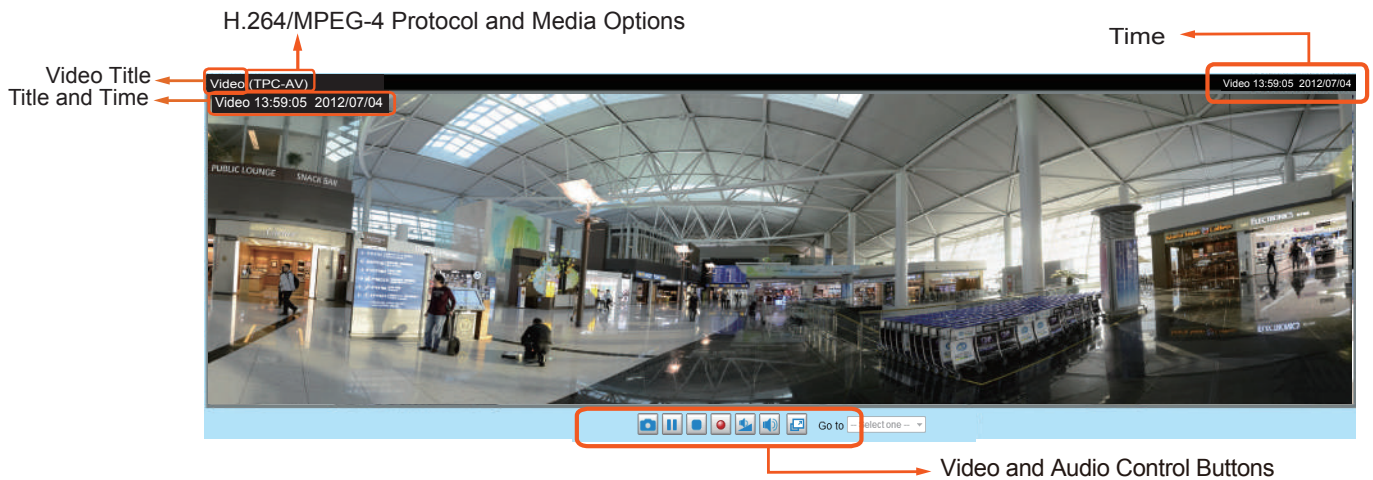 H.264/MPEG-4 Protocol and Media Options
Time
Video Title
Video (TPC-AV)
Video 13:59:05 2012/07/04
Title and Time
Video 13:59:05 2012/07/04
PUBLIC LOUNGE
SNACK BAR
ELECTRONICS
Go to
-- Select one --
Video and Audio Control Buttons